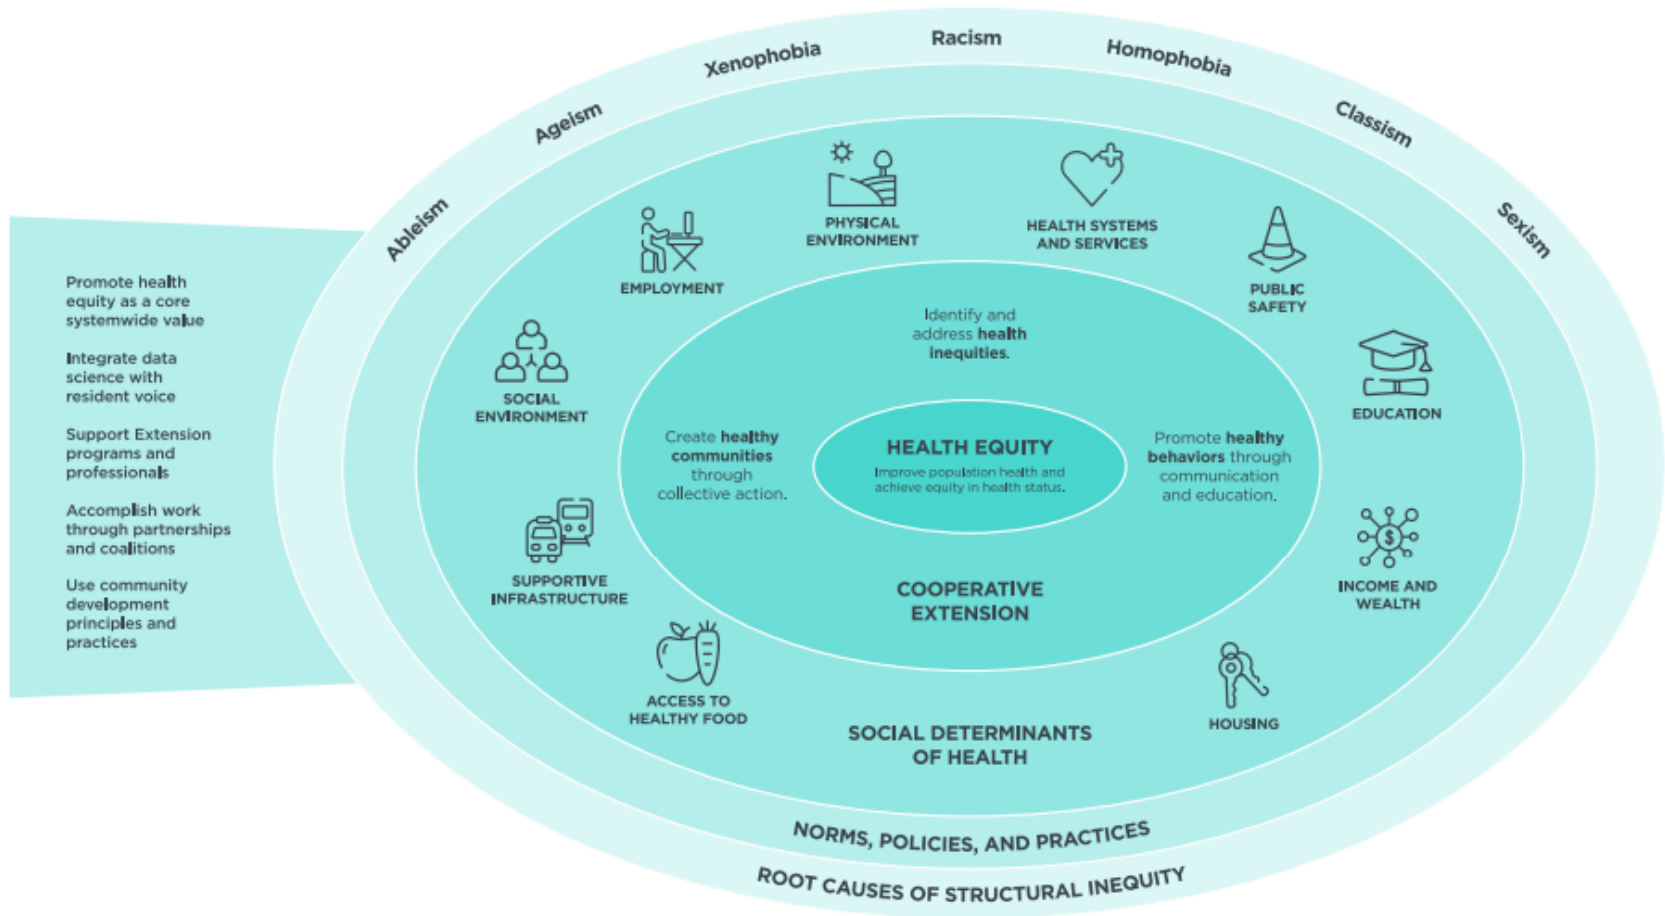 Ableism
Ageism
Xenophobia
Racism
Homophobia
Classism
Sexism
Promote health
equity as a core
systemwide value
Integrate data
science with
resident voice
Support Extension
programs and
professionals
Accomplish work
through partnerships
and coalitions
Use community
development
principles and
practices
PHYSICAL
ENVIRONMENT
HEALTH SYSTEMS
AND SERVICES
EMPLOYMENT
PUBLIC
SAFETY
SOCIAL
ENVIRONMENT
EDUCATION
SUPPORTIVE
INFRASTRUCTURE
INCOME AND
WEALTH
$
ACCESS TO
HEALTHY FOOD
HOUSING
Identify and
address health
inequities.
Create healthy
communities
through
collective action.
HEALTH EQUITY
Improve population health and
achieve equity in health status.
Promote healthy
behaviors through
communication
and education.
COOPERATIVE
EXTENSION
SOCIAL DETERMINANTS
OF HEALTH
NORMS, POLICIES, AND PRACTICES
ROOT CAUSES OF STRUCTURAL INEQUITY